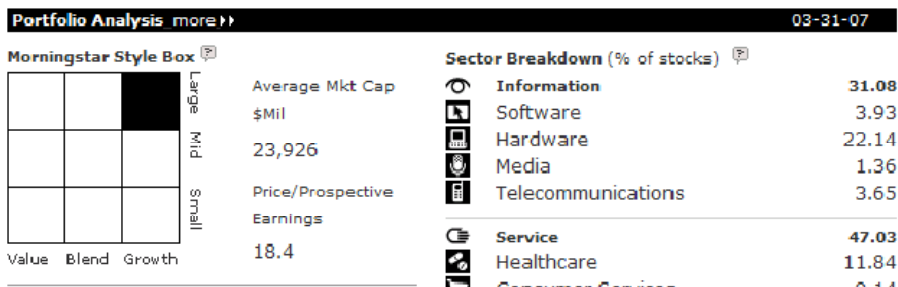 Portfolio Analysis more
03-31-07
Morningstar Style Box
Large
Mid
Small
Value Blend Growth
Average Mkt Cap
$Mil
23,926
Price/Prospective
Earnings
18.4
Sector Breakdown (% of stocks)
Information 31.08
Software 3.93
Hardware 22.14
Media 1.36
Telecommunications 3.65
Service 47.03
Healthcare 11.84